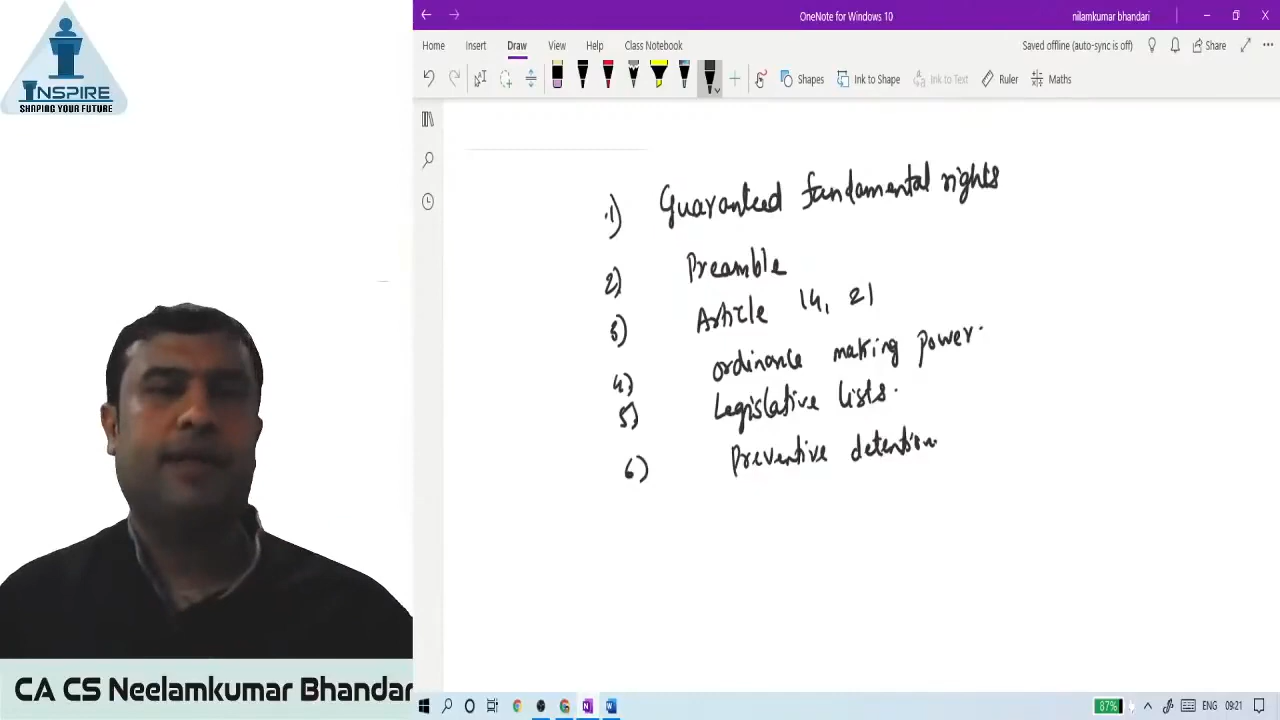 INSPIRE
SHAPING YOUR FUTURE
OneNote for Windows 10
nilamkumar bhandari
Home Insert Draw View Help Class Notebook
Saved offline (auto-sync is off)
Share
Shapes
Ink to Shape
Ink to Text
Ruler
Maths
1) Guaranteed fundamental rights
2) Preamble
3) Article 14, 21
4) ordinance making power.
5) Legislative lists.
6) Preventive detention
CA CS Neelamkumar Bhandar
87%
ENG
09:21